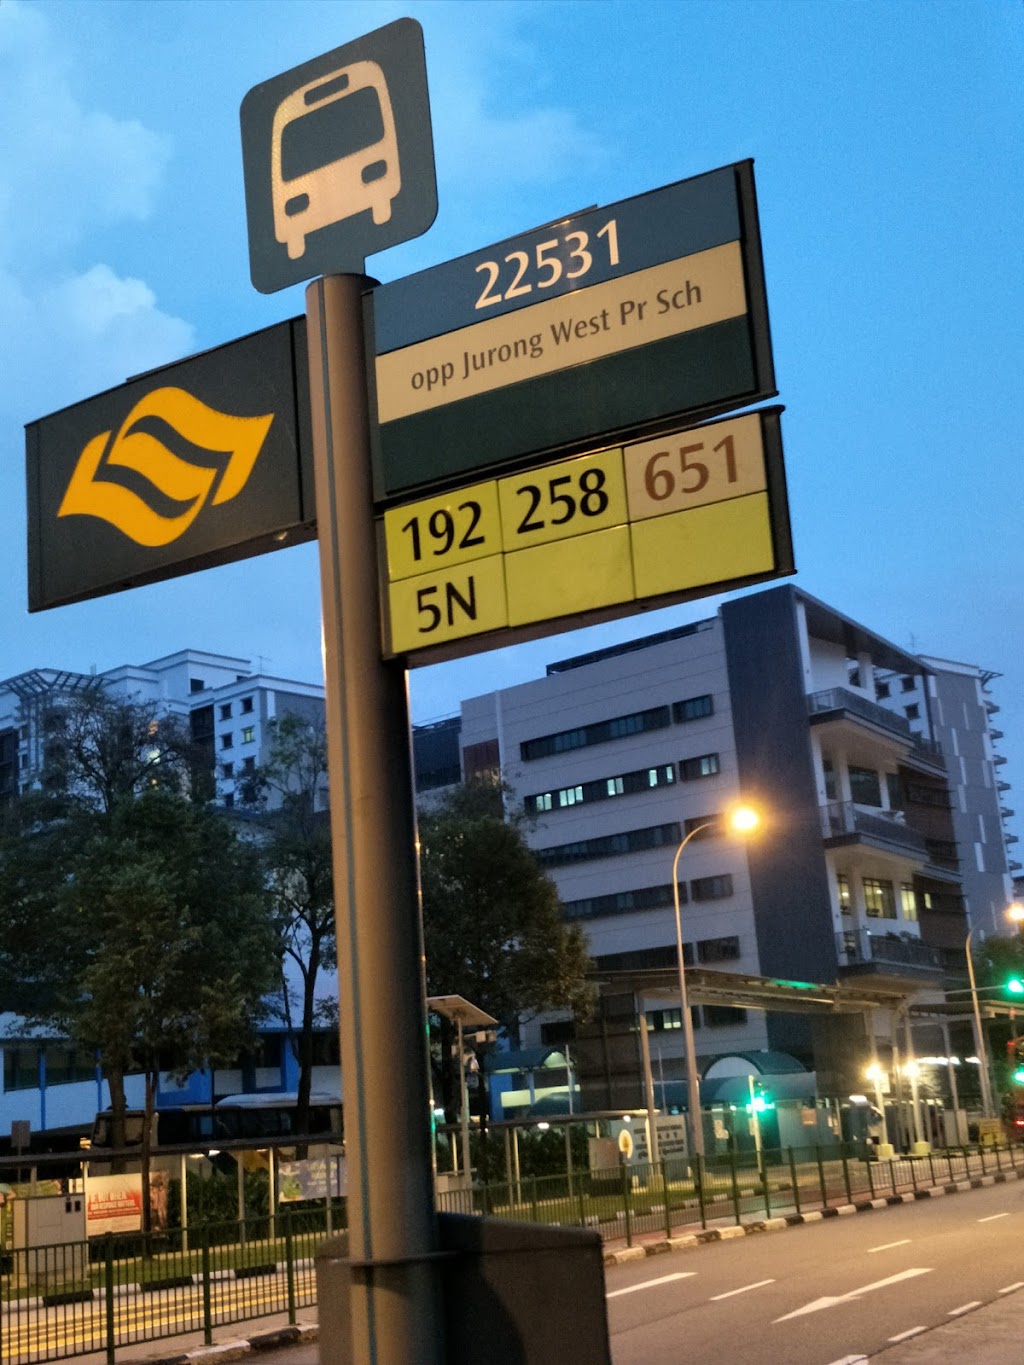 22531
opp Jurong West Pr Sch
192 258 651
5N